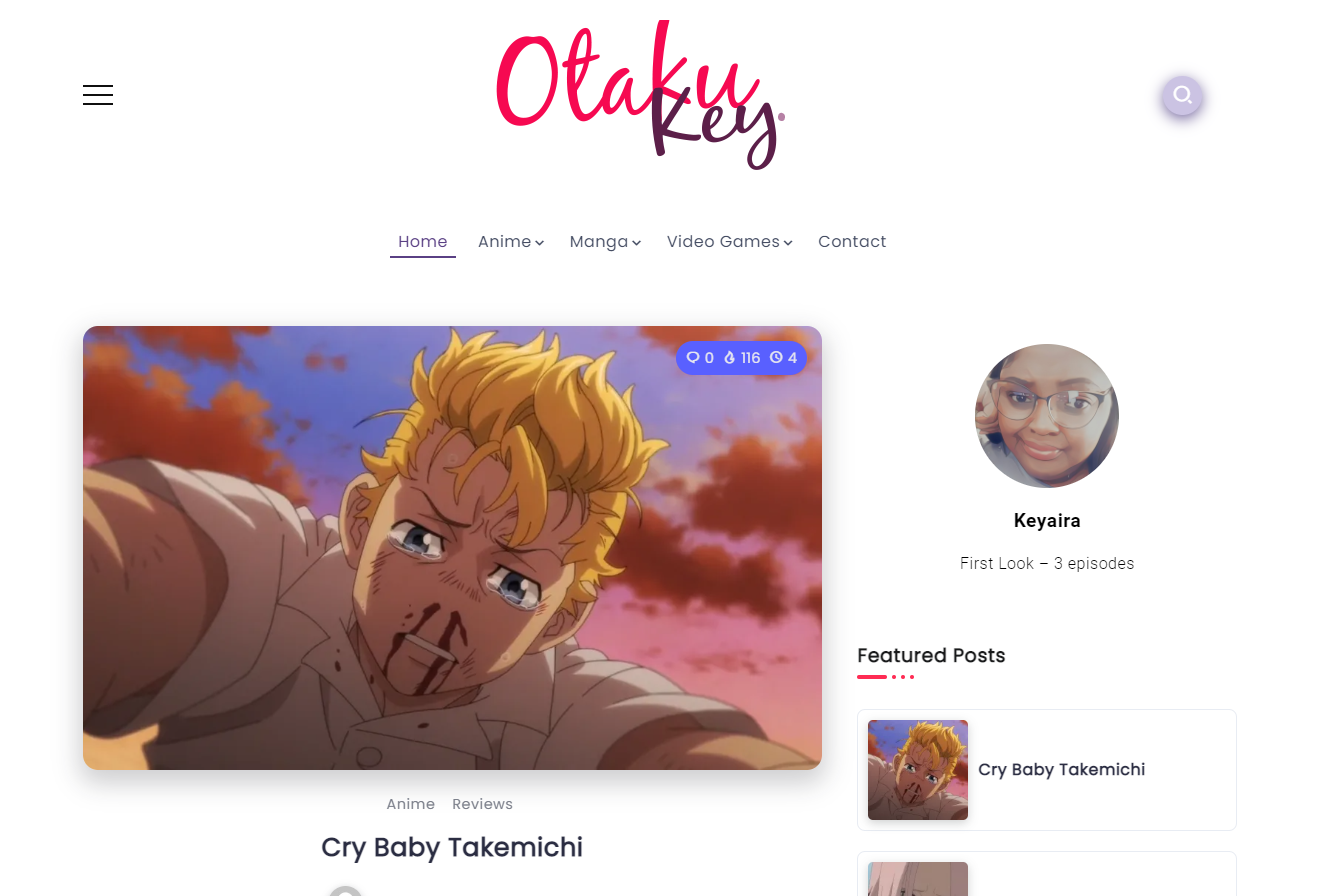 Otaku
Key
Home Anime Manga Video Games Contact
0 116 4
Anime Reviews
Cry Baby Takemichi
Keyaira
First Look – 3 episodes
Featured Posts
Cry Baby Takemichi